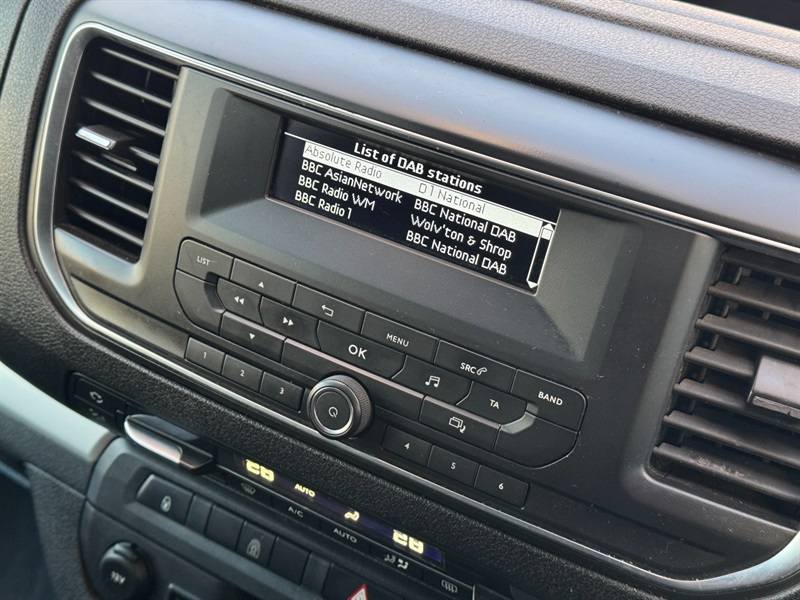 List of DAB stations
Absolute Radio D1 National
BBC AsianNetwork BBC National DAB
BBC Radio WM Wolv'ton & Shrop
BBC Radio 1 BBC National DAB
LIST
MENU
OK
SRC
BAND
TA
1 2 3
4 5 6
AUTO
A/C
AUTO